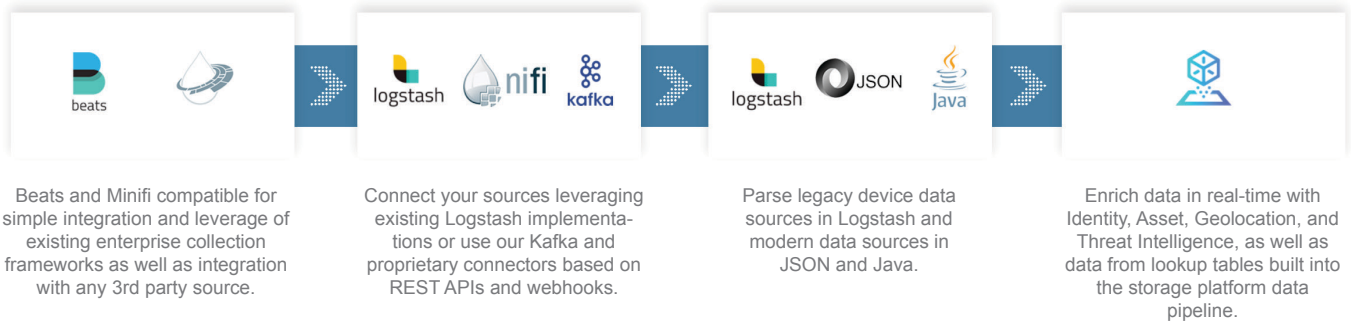 beats
logstash
nifi
kafka
logstash
JSON
Java
Beats and Minifi compatible for
simple integration and leverage of
existing enterprise collection
frameworks as well as integration
with any 3rd party source.
Connect your sources leveraging
existing Logstash implementa-
tions or use our Kafka and
proprietary connectors based on
REST APIs and webhooks.
Parse legacy device data
sources in Logstash and
modern data sources in
JSON and Java.
Enrich data in real-time with
Identity, Asset, Geolocation, and
Threat Intelligence, as well as
data from lookup tables built into
the storage platform data
pipeline.